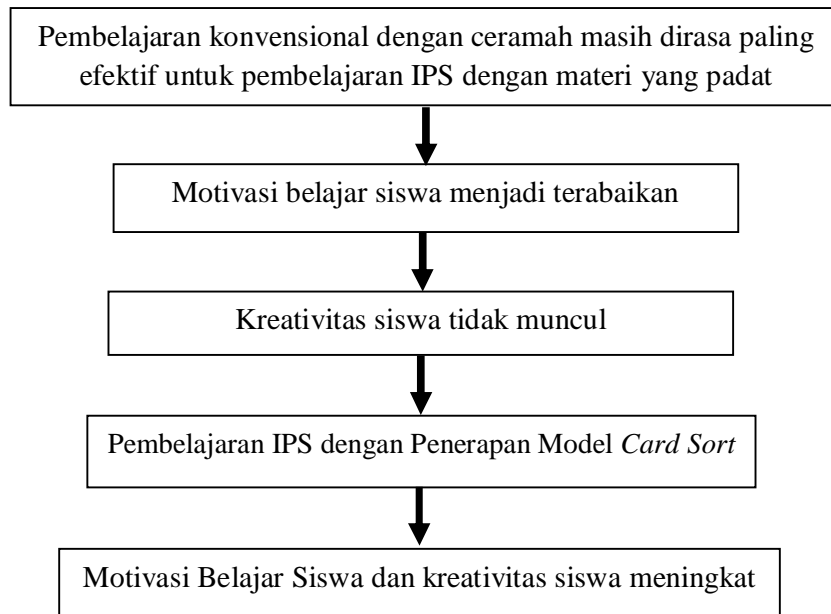 Pembelajaran konvensional dengan ceramah masih dirasa paling
efektif untuk pembelajaran IPS dengan materi yang padat
Motivasi belajar siswa menjadi terabaikan
Kreativitas siswa tidak muncul
Pembelajaran IPS dengan Penerapan Model Card Sort
Motivasi Belajar Siswa dan kreativitas siswa meningkat